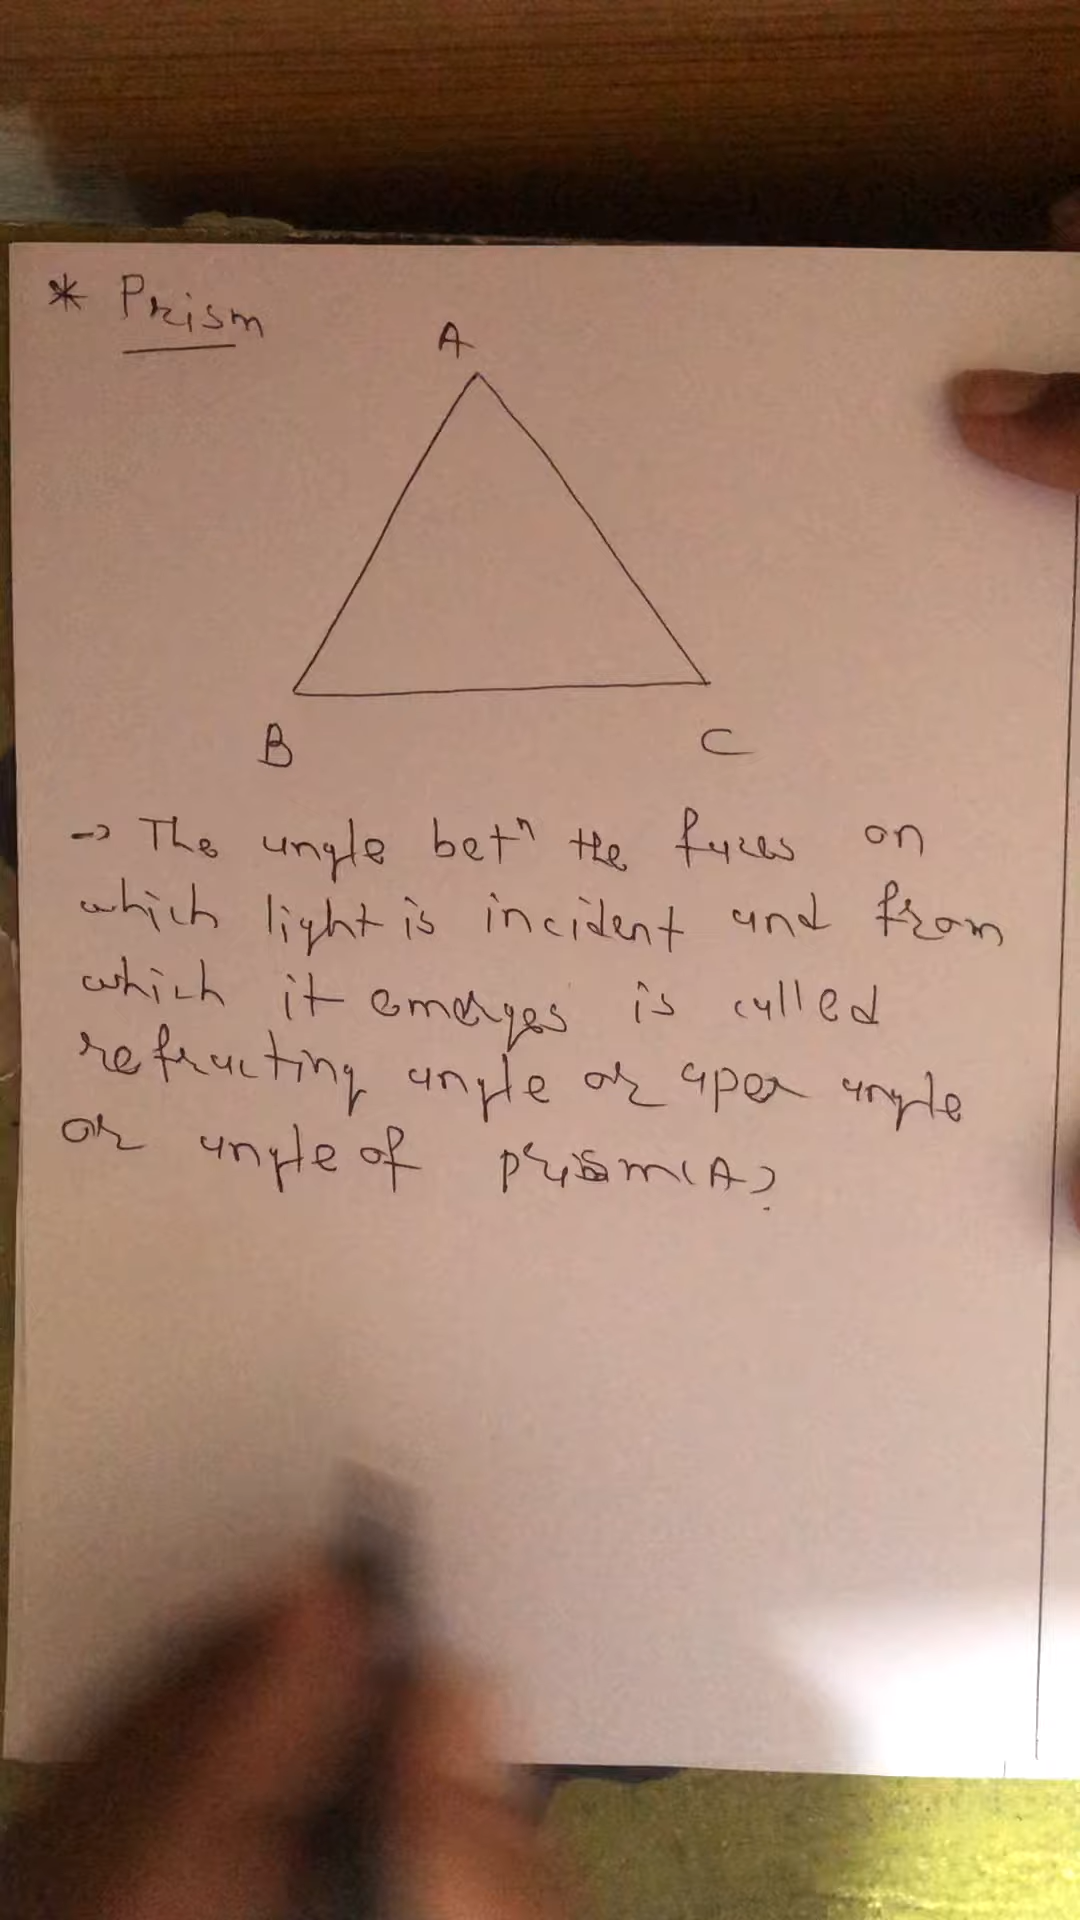 * Prism
A
B C
-> The angle betⁿ the faces on
which light is incident and from
which it emerges is called
refracting angle or apex angle
or angle of prism (A).